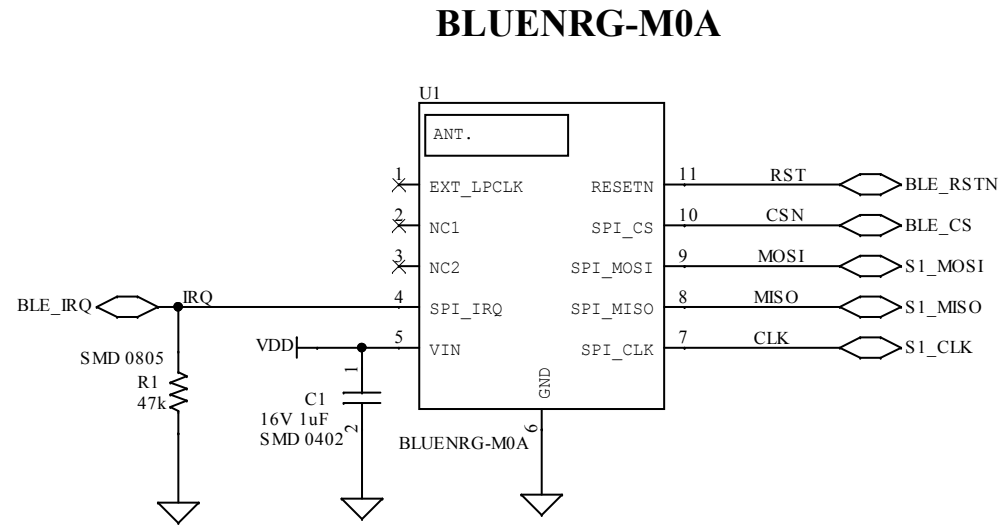 BLUENRG-M0A
U1
ANT.
1 EXT_LPCLK
RESETN 11 RST BLE_RSTN
2 NC1
SPI_CS 10 CSN BLE_CS
3 NC2
SPI_MOSI 9 MOSI S1_MOSI
BLE_IRQ IRQ 4 SPI_IRQ
SPI_MISO 8 MISO S1_MISO
VDD 5 VIN
SPI_CLK 7 CLK S1_CLK
SMD 0805
R1
47k
1
C1
16V 1uF
SMD 0402
2
GND
6
BLUENRG-M0A